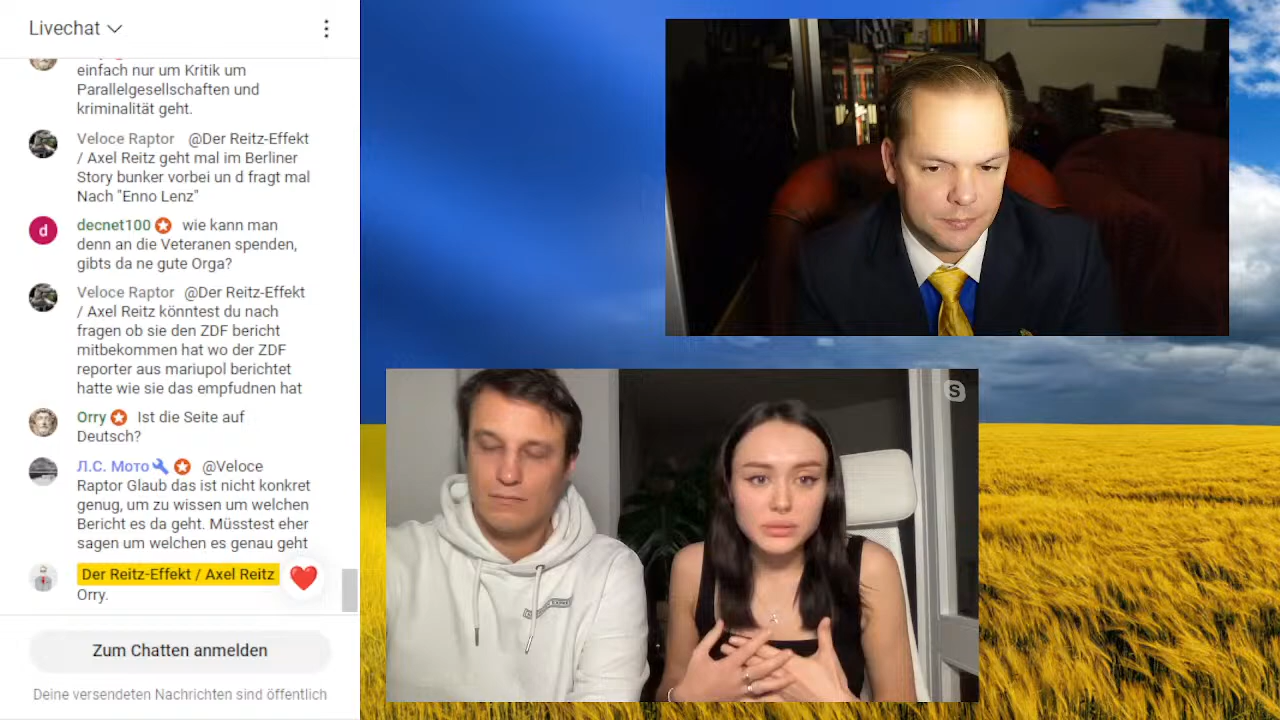 Livechat
einfach nur um Kritik um
Parallelgesellschaften und
kriminalität geht.
Veloce Raptor @Der Reitz-Effekt
/ Axel Reitz geht mal im Berliner
Story bunker vorbei un d fragt mal
Nach "Enno Lenz"
d
decnet100 wie kann man
denn an die Veteranen spenden,
gibts da ne gute Orga?
Veloce Raptor @Der Reitz-Effekt
/ Axel Reitz könntest du nach
fragen ob sie den ZDF bericht
mitbekommen hat wo der ZDF
reporter aus mariupol berichtet
hatte wie sie das empfudnen hat
Orry Ist die Seite auf
Deutsch?
Л.С. Мото @Veloce
Raptor Glaub das ist nicht konkret
genug, um zu wissen um welchen
Bericht es da geht. Müsstest eher
sagen um welchen es genau geht
Der Reitz-Effekt / Axel Reitz
Orry.
Zum Chatten anmelden
Deine versendeten Nachrichten sind öffentlich
S